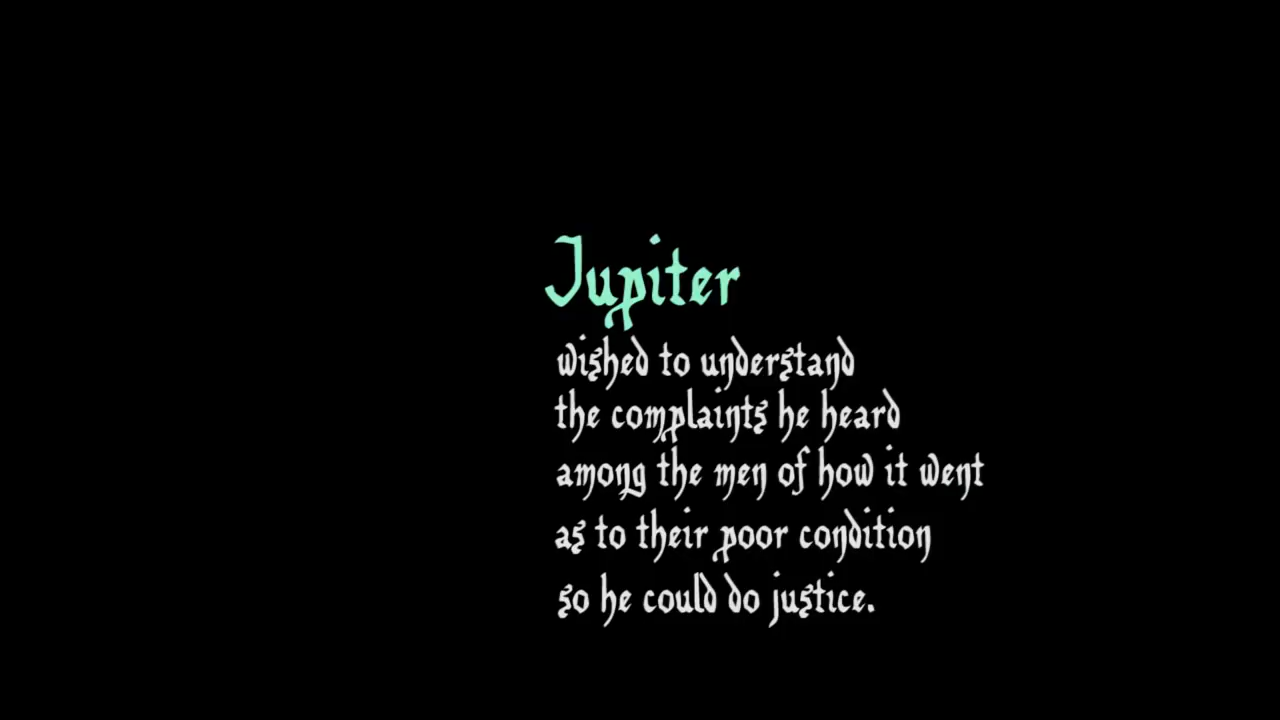 Jupiter
wished to understand
the complaints he heard
among the men of how it went
as to their poor condition
so he could do justice.